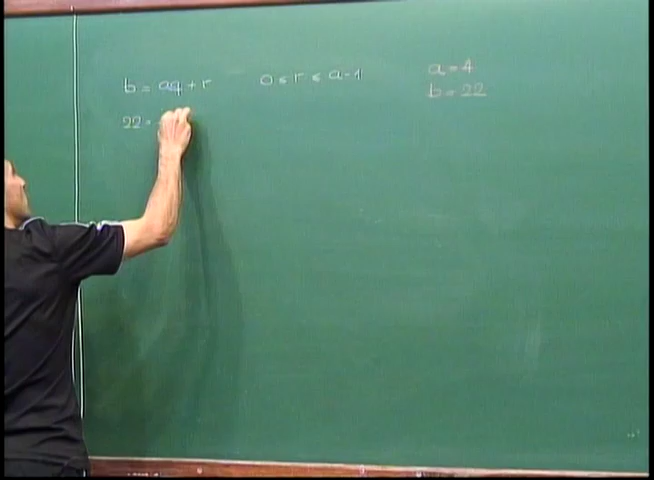 b = aq + r 0 ≤ r ≤ a-1
a = 4
b = 22
22 =